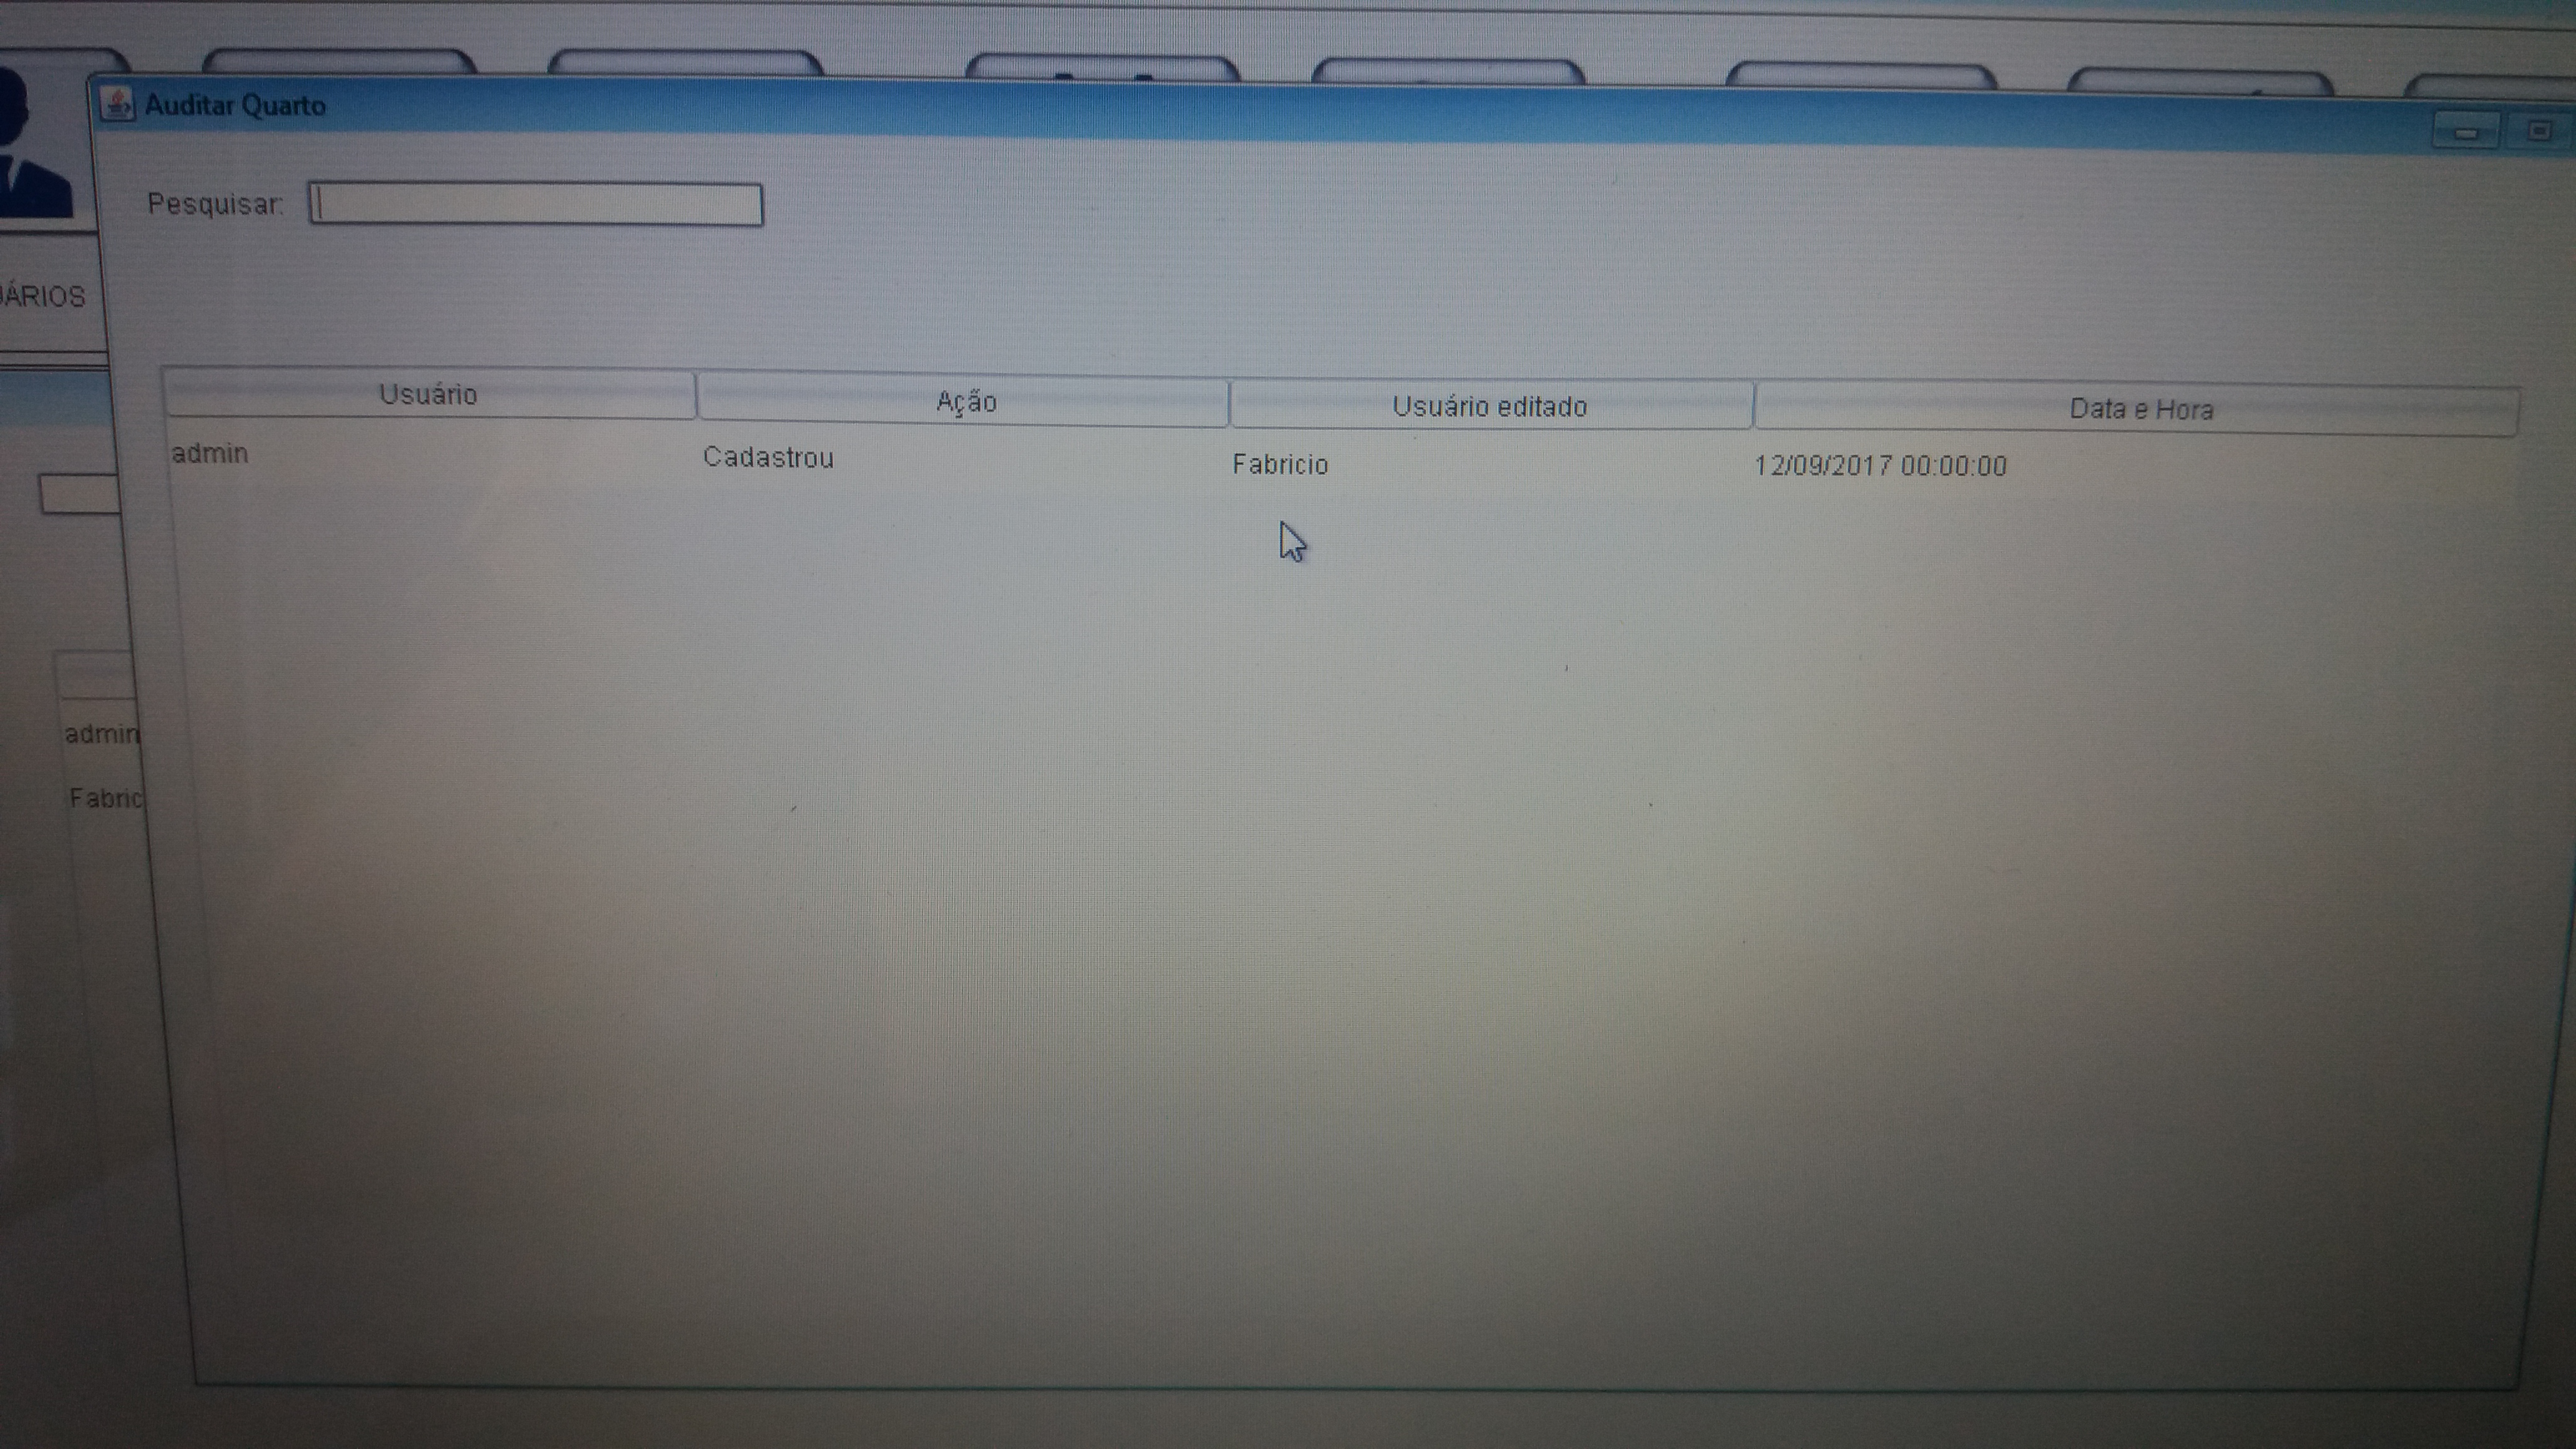 Auditar Quarto
Pesquisar:
ÁRIOS
Usuário Ação Usuário editado Data e Hora
admin Cadastrou Fabricio 12/09/2017 00:00:00
admin
Fabric